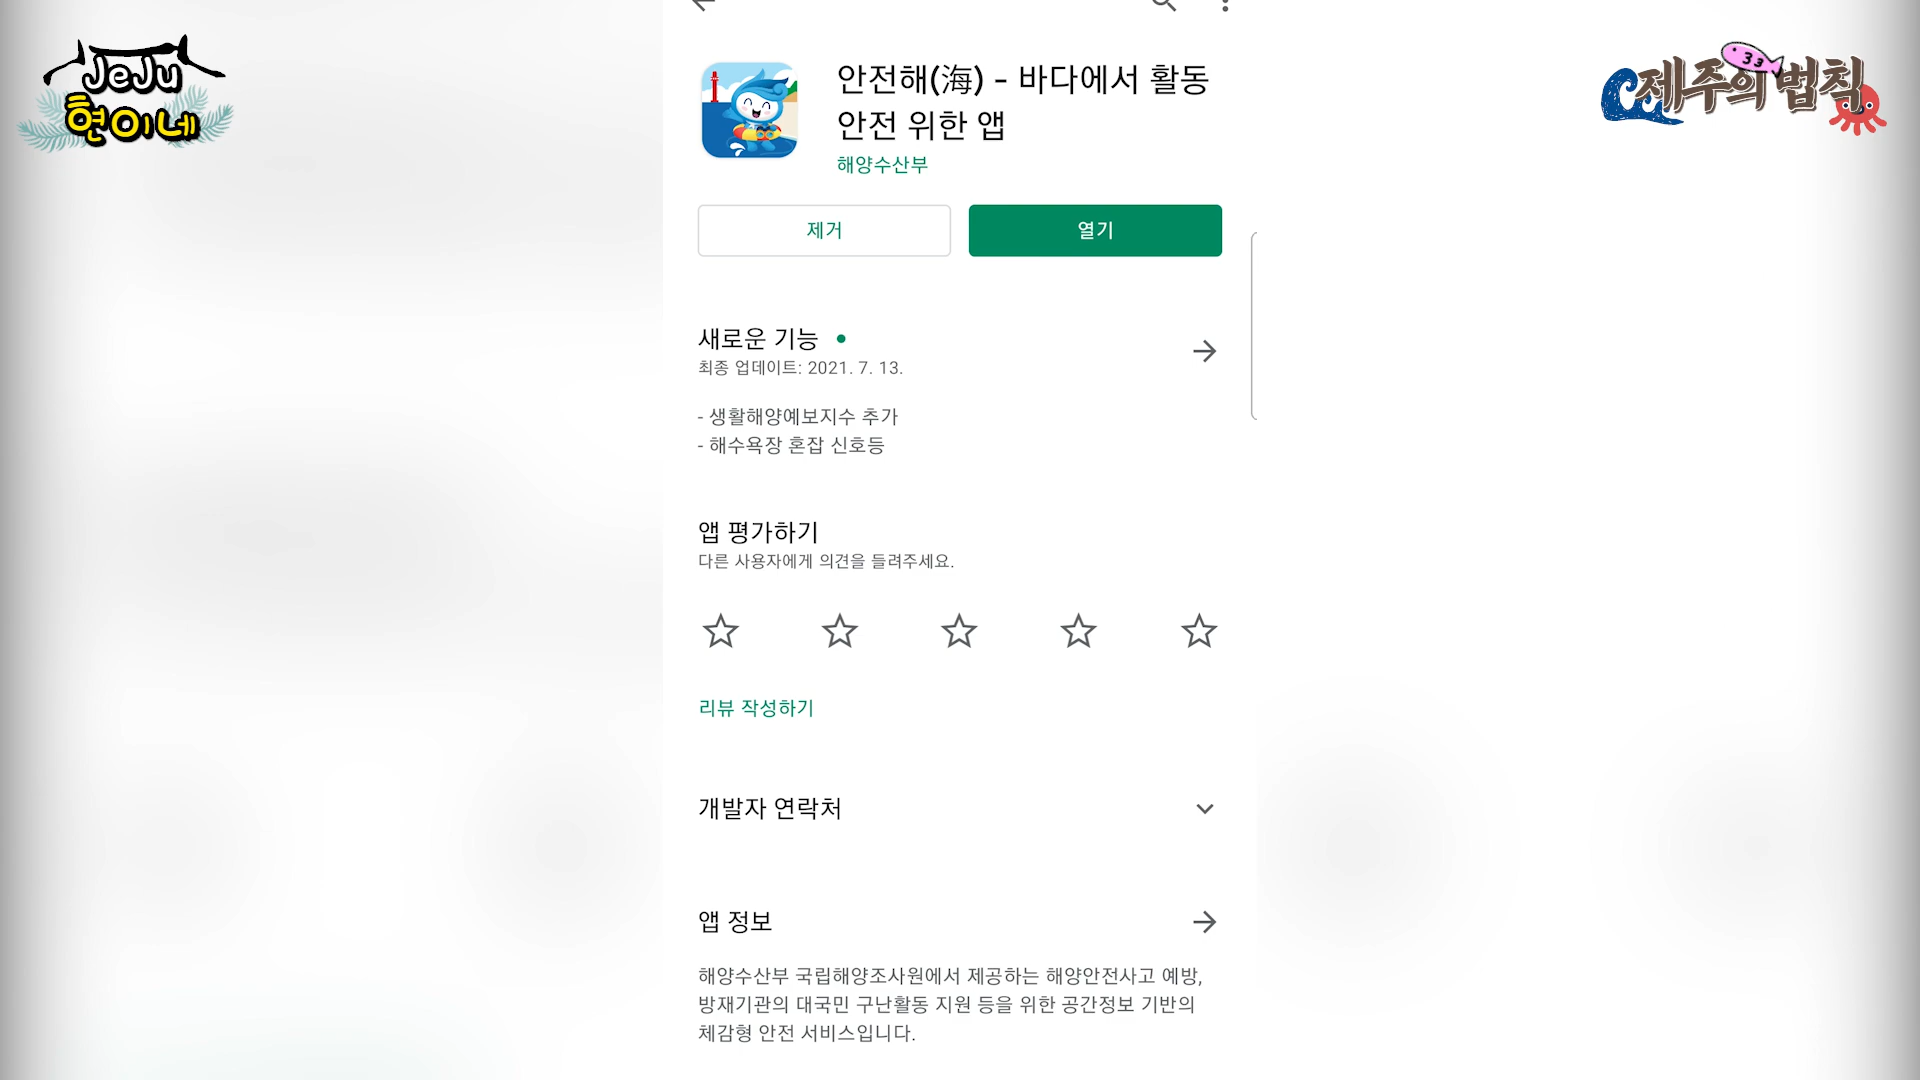 JeJu
현이네
제주의 법칙
33
안전해(海) - 바다에서 활동
안전 위한 앱
해양수산부
제거
열기
새로운 기능
최종 업데이트: 2021. 7. 13.
- 생활해양예보지수 추가
- 해수욕장 혼잡 신호등
앱 평가하기
다른 사용자에게 의견을 들려주세요.
리뷰 작성하기
개발자 연락처
앱 정보
해양수산부 국립해양조사원에서 제공하는 해양안전사고 예방,
방재기관의 대국민 구난활동 지원 등을 위한 공간정보 기반의
체감형 안전 서비스입니다.